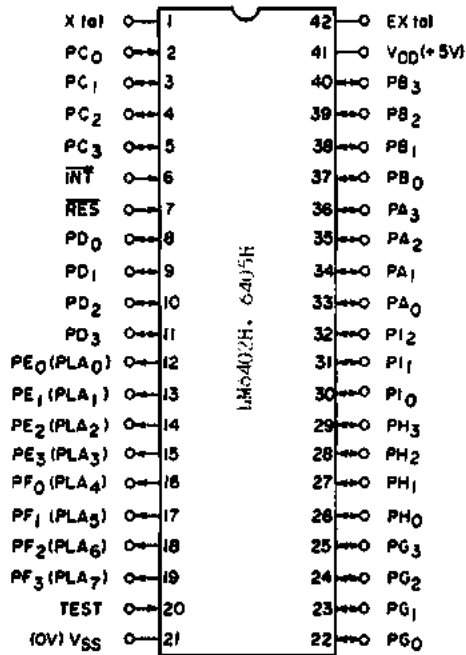 X tal 1 42 EX tal
PC0 2 41 VDD(+5V)
PC1 3 40 PB3
PC2 4 39 PB2
PC3 5 38 PB1
INT 6 37 PB0
RES 7 36 PA3
PD0 8 35 PA2
PD1 9 34 PA1
PD2 10 33 PA0
PD3 11 32 PI2
PE0(PLA0) 12 31 PI1
PE1(PLA1) 13 30 PI0
PE2(PLA2) 14 29 PH3
PE3(PLA3) 15 28 PH2
PF0(PLA4) 16 27 PH1
PF1(PLA5) 17 26 PH0
PF2(PLA6) 18 25 PG3
PF3(PLA7) 19 24 PG2
TEST 20 23 PG1
(0V) VSS 21 22 PG0
LM6402H, 6405H